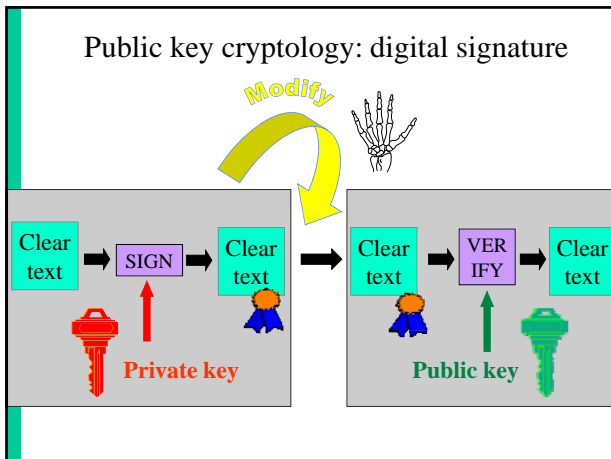 Public key cryptology: digital signature
Modify
Clear
text
SIGN
Clear
text
Private key
Clear
text
VER
IFY
Clear
text
Public key